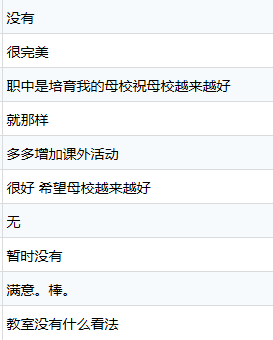 没有
很完美
职中是培育我的母校祝母校越来越好
就那样
多多增加课外活动
很好 希望母校越来越好
无
暂时没有
满意。棒。
教室没有什么看法